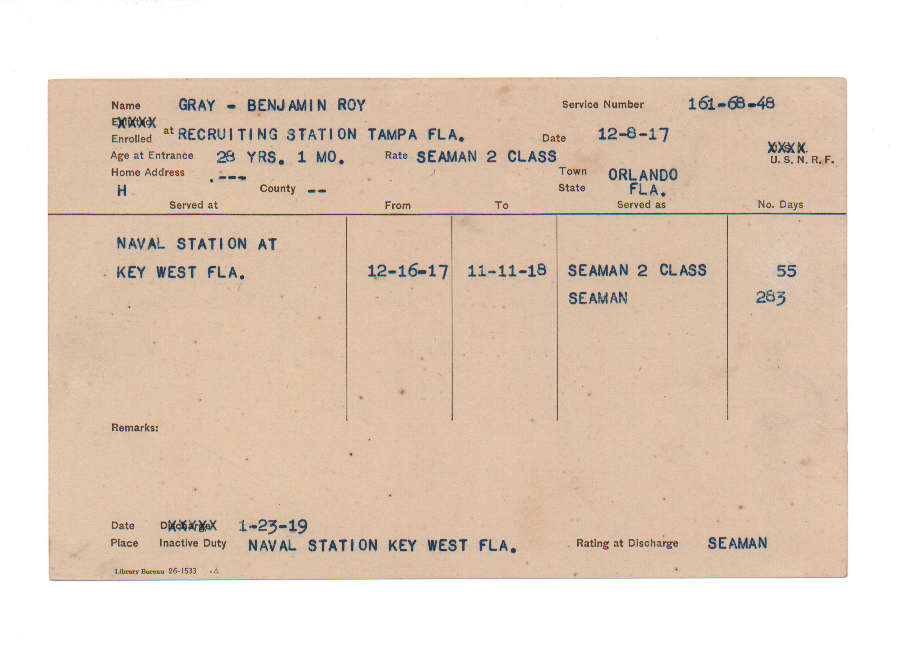 Name GRAY - BENJAMIN ROY Service Number 161-68-48
Enrolled at RECRUITING STATION TAMPA FLA. Date 12-8-17
Age at Entrance 28 YRS. 1 MO. Rate SEAMAN 2 CLASS U. S. N. R. F.
Home Address .--- Town ORLANDO
H County -- State FLA.
Served at From To Served as No. Days
NAVAL STATION AT
KEY WEST FLA. 12-16-17 11-11-18 SEAMAN 2 CLASS 55
SEAMAN 283
Remarks:
Date Discharge 1-23-19
Place Inactive Duty NAVAL STATION KEY WEST FLA. Rating at Discharge SEAMAN
Library Bureau 26-1533